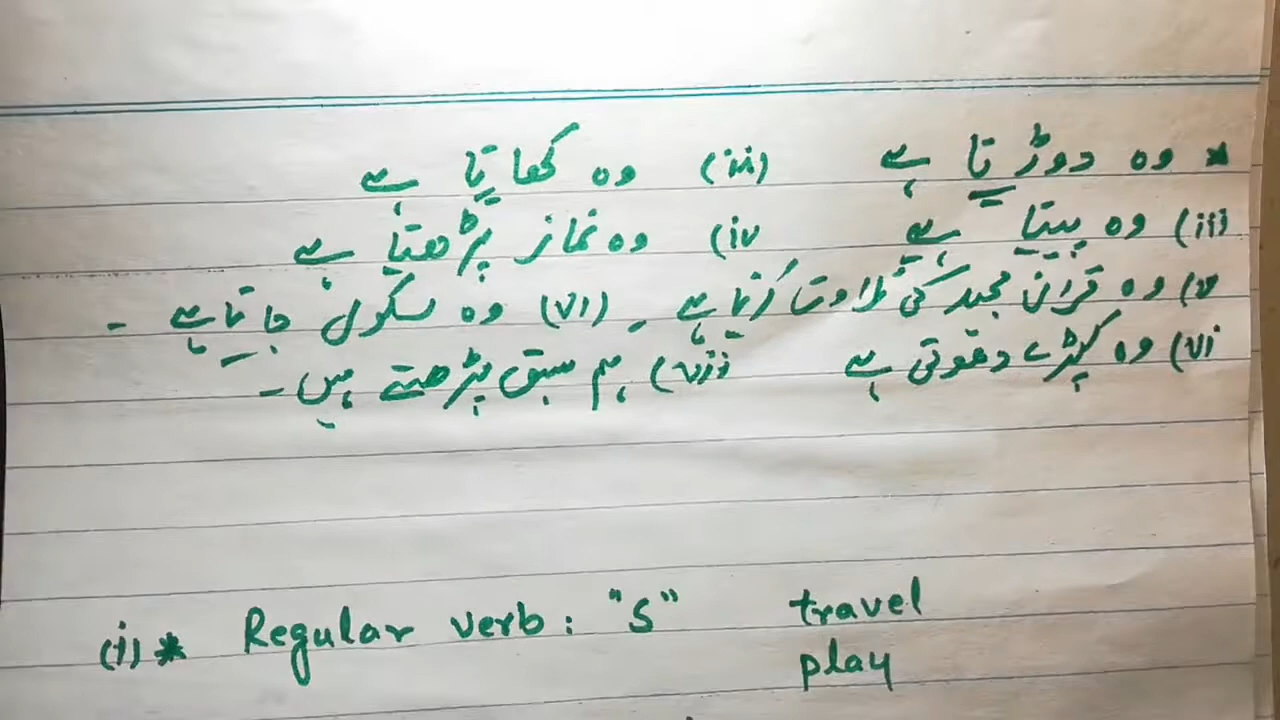 * وہ دوڑتا ہے (iii) وہ کھاتا ہے
(ii) وہ پیتا ہے (iv) وہ نماز پڑھتا ہے
(v) وہ قرآن مجید کی تلاوت کرتا ہے ۔ (vi) وہ سکول جاتا ہے ۔
(vi) وہ کپڑے دھوتی ہے (vii) ہم سبق پڑھتے ہیں ۔
(i) * Regular verb : "S" travel
play